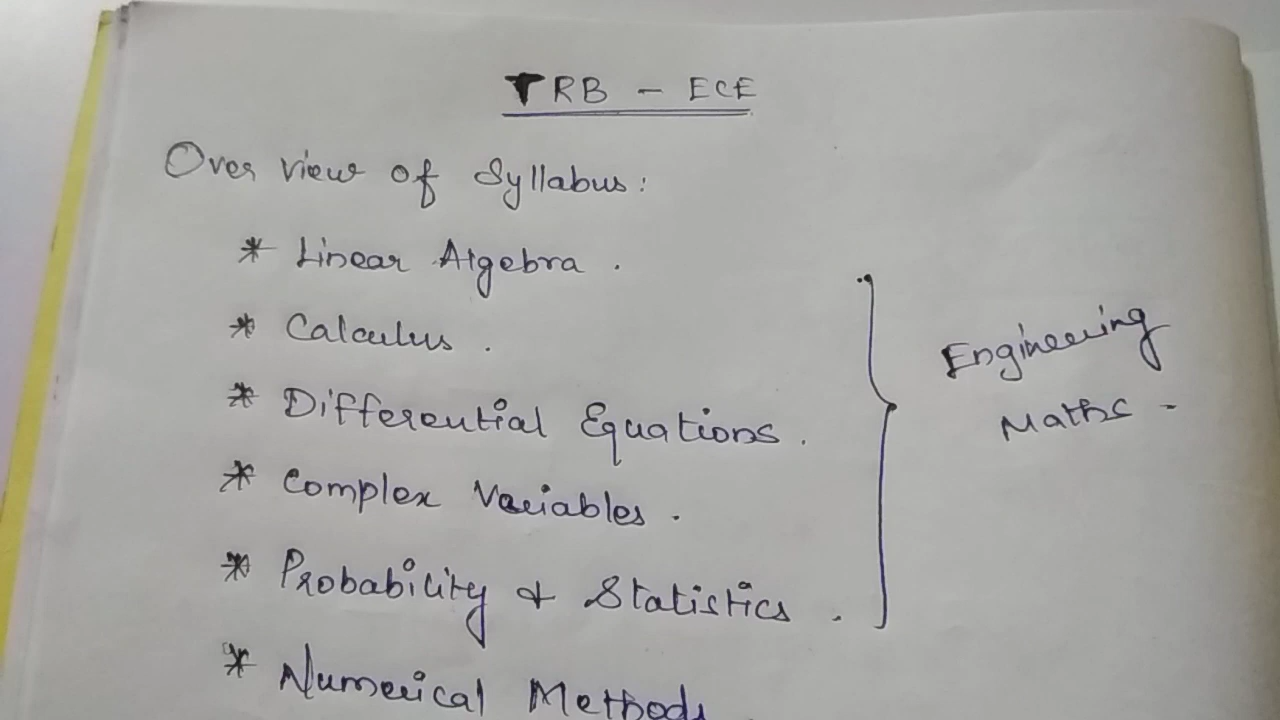 TRB - ECE
Over view of Syllabus:
* Linear Algebra.
* Calculus.
* Differential Equations.
* Complex Variables.
* Probability & Statistics.
* Numerical Methods.
Engineering
Maths -